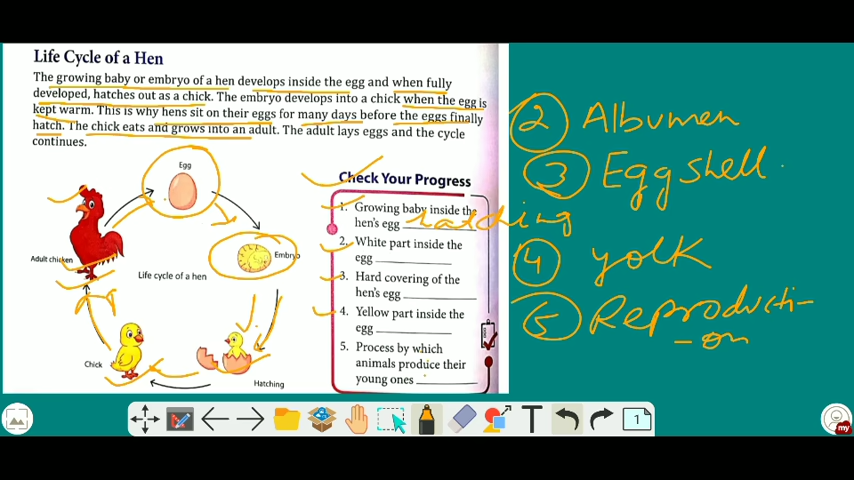 Life Cycle of a Hen
The growing baby or embryo of a hen develops inside the egg and when fully
developed, hatches out as a chick. The embryo develops into a chick when the egg is
kept warm. This is why hens sit on their eggs for many days before the eggs finally
hatch. The chick eats and grows into an adult. The adult lays eggs and the cycle
continues.
Egg
Embryo
Adult chicken
Life cycle of a hen
Chick
Hatching
Check Your Progress
1. Growing baby inside the
hen's egg hatching
2. White part inside the
egg
3. Hard covering of the
hen's egg
4. Yellow part inside the
egg
5. Process by which
animals produce their
young ones
2 Albumen
3 Egg shell
4 yolk
5 Reproducti-
-on
T
1
my